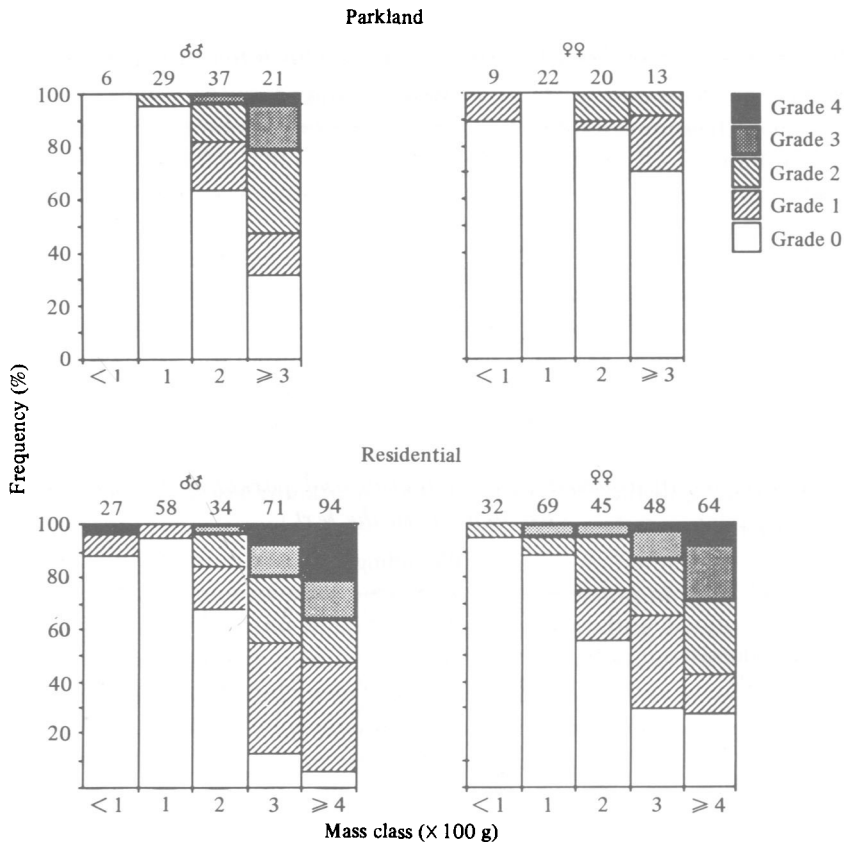 Parkland
♂♂ ♀♀
6 29 37 21 9 22 20 13
100
80
60
40
20
0
Grade 4
Grade 3
Grade 2
Grade 1
Grade 0
< 1 1 2 ⩾ 3 < 1 1 2 ⩾ 3
Frequency (%)
Residential
♂♂ ♀♀
27 58 34 71 94 32 69 45 48 64
100
80
60
40
20
< 1 1 2 3 ⩾ 4 < 1 1 2 3 ⩾ 4
Mass class (× 100 g)